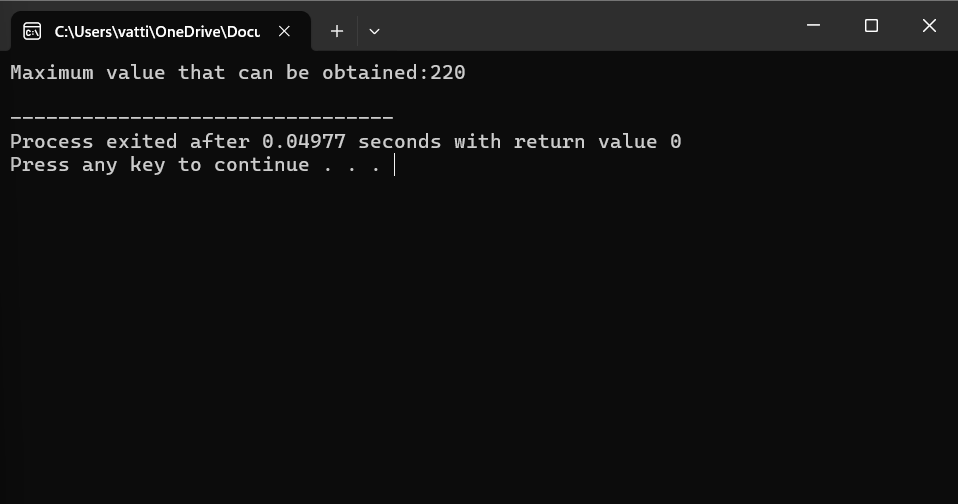 C:\Users\vatti\OneDrive\Docu
Maximum value that can be obtained:220
--------------------------------
Process exited after 0.04977 seconds with return value 0
Press any key to continue . . .